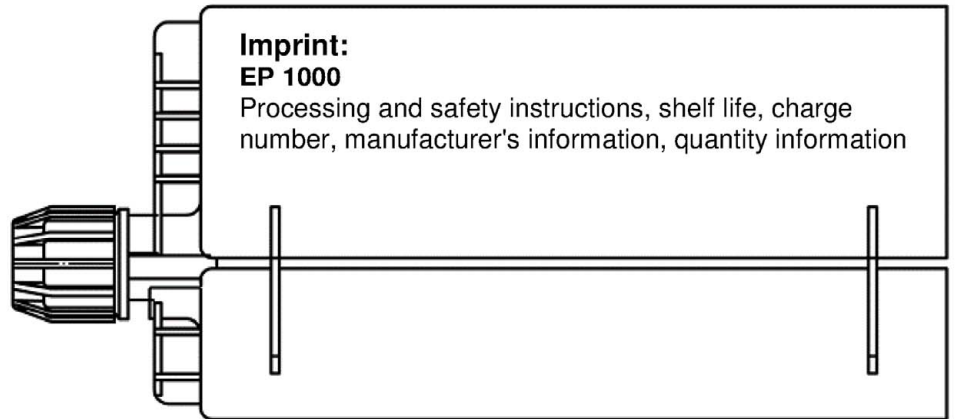 Imprint:
EP 1000
Processing and safety instructions, shelf life, charge
number, manufacturer's information, quantity information